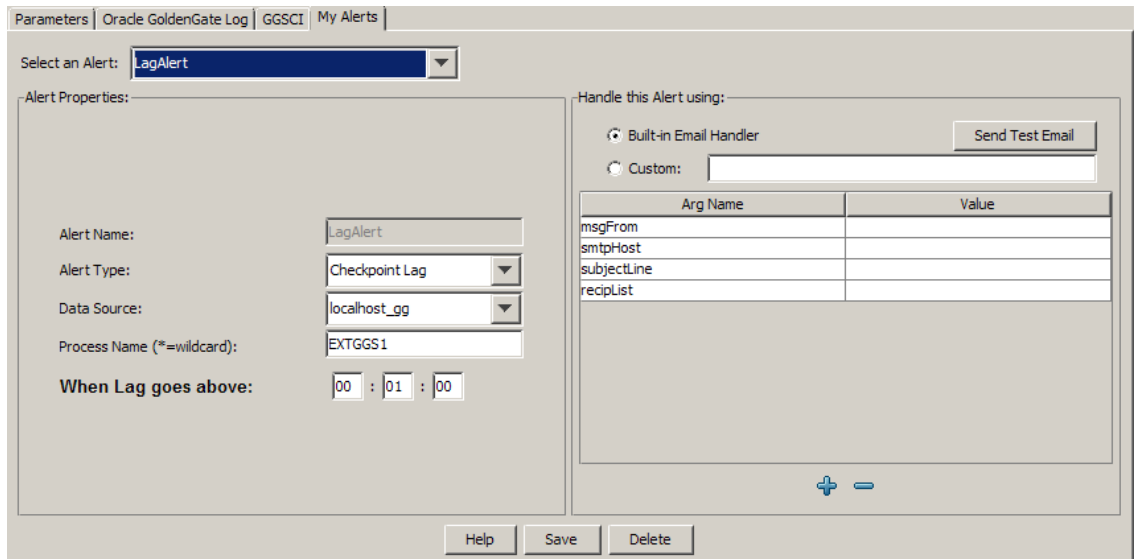 Parameters Oracle GoldenGate Log GGSCI My Alerts
Select an Alert: LagAlert
Alert Properties:
Alert Name: LagAlert
Alert Type: Checkpoint Lag
Data Source: localhost_gg
Process Name (*=wildcard): EXTGGS1
When Lag goes above: 00 : 01 : 00
Handle this Alert using:
Built-in Email Handler Send Test Email
Custom:
Arg Name Value
msgFrom
smtpHost
subjectLine
recipList
Help Save Delete